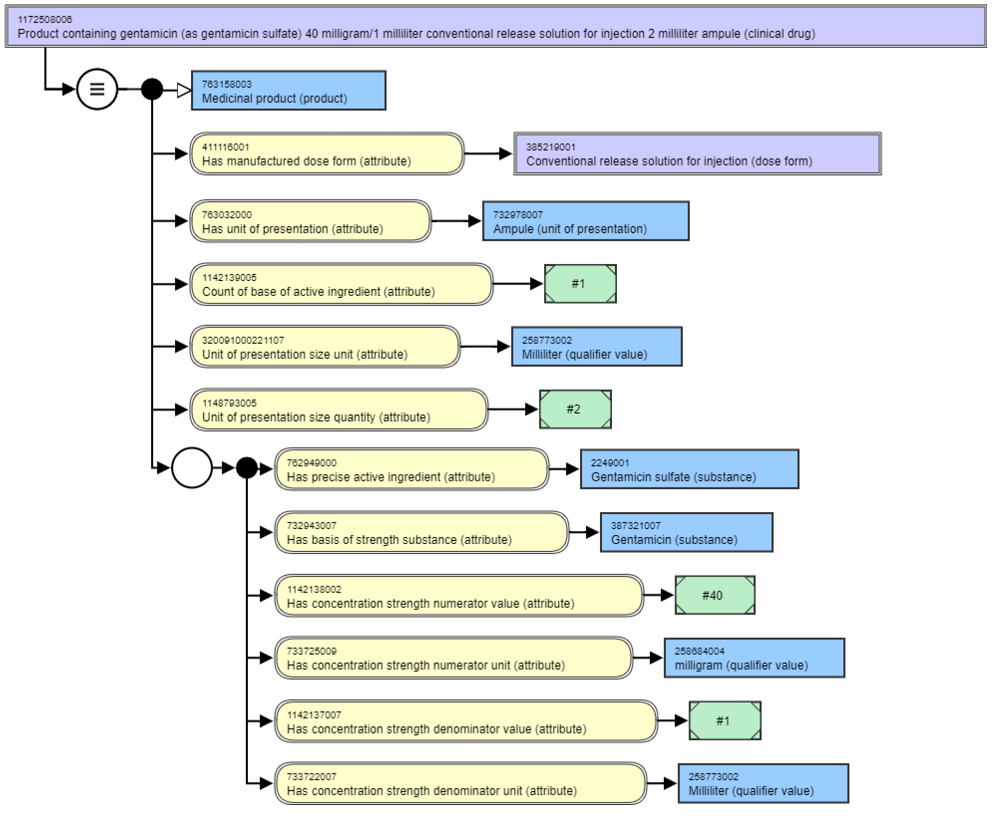 1172508006
Product containing gentamicin (as gentamicin sulfate) 40 milligram/1 milliliter conventional release solution for injection 2 milliliter ampule (clinical drug)
763158003
Medicinal product (product)
411116001
Has manufactured dose form (attribute)
385219001
Conventional release solution for injection (dose form)
763032000
Has unit of presentation (attribute)
732978007
Ampule (unit of presentation)
1142139005
Count of base of active ingredient (attribute)
#1
320091000221107
Unit of presentation size unit (attribute)
258773002
Milliliter (qualifier value)
1148793005
Unit of presentation size quantity (attribute)
#2
762949000
Has precise active ingredient (attribute)
2249001
Gentamicin sulfate (substance)
732943007
Has basis of strength substance (attribute)
387321007
Gentamicin (substance)
1142138002
Has concentration strength numerator value (attribute)
#40
733725009
Has concentration strength numerator unit (attribute)
258684004
milligram (qualifier value)
1142137007
Has concentration strength denominator value (attribute)
#1
733722007
Has concentration strength denominator unit (attribute)
258773002
Milliliter (qualifier value)